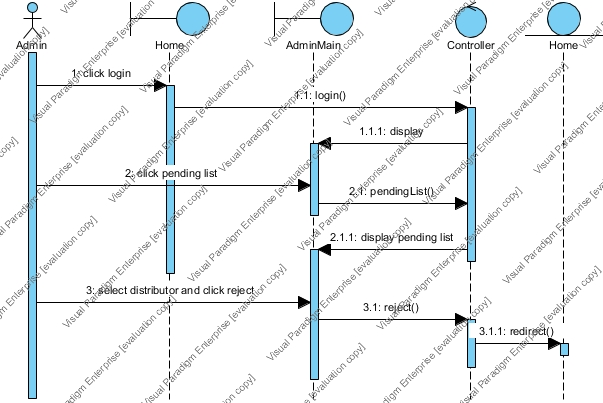 Admin
Home
AdminMain
Controller
Home
1: click login
1.1: login()
1.1.1: display
2: click pending list
2.1: pendingList()
2.1.1: display pending list
3: select distributor and click reject
3.1: reject()
3.1.1: redirect()
Visual Paradigm Enterprise [evaluation copy]